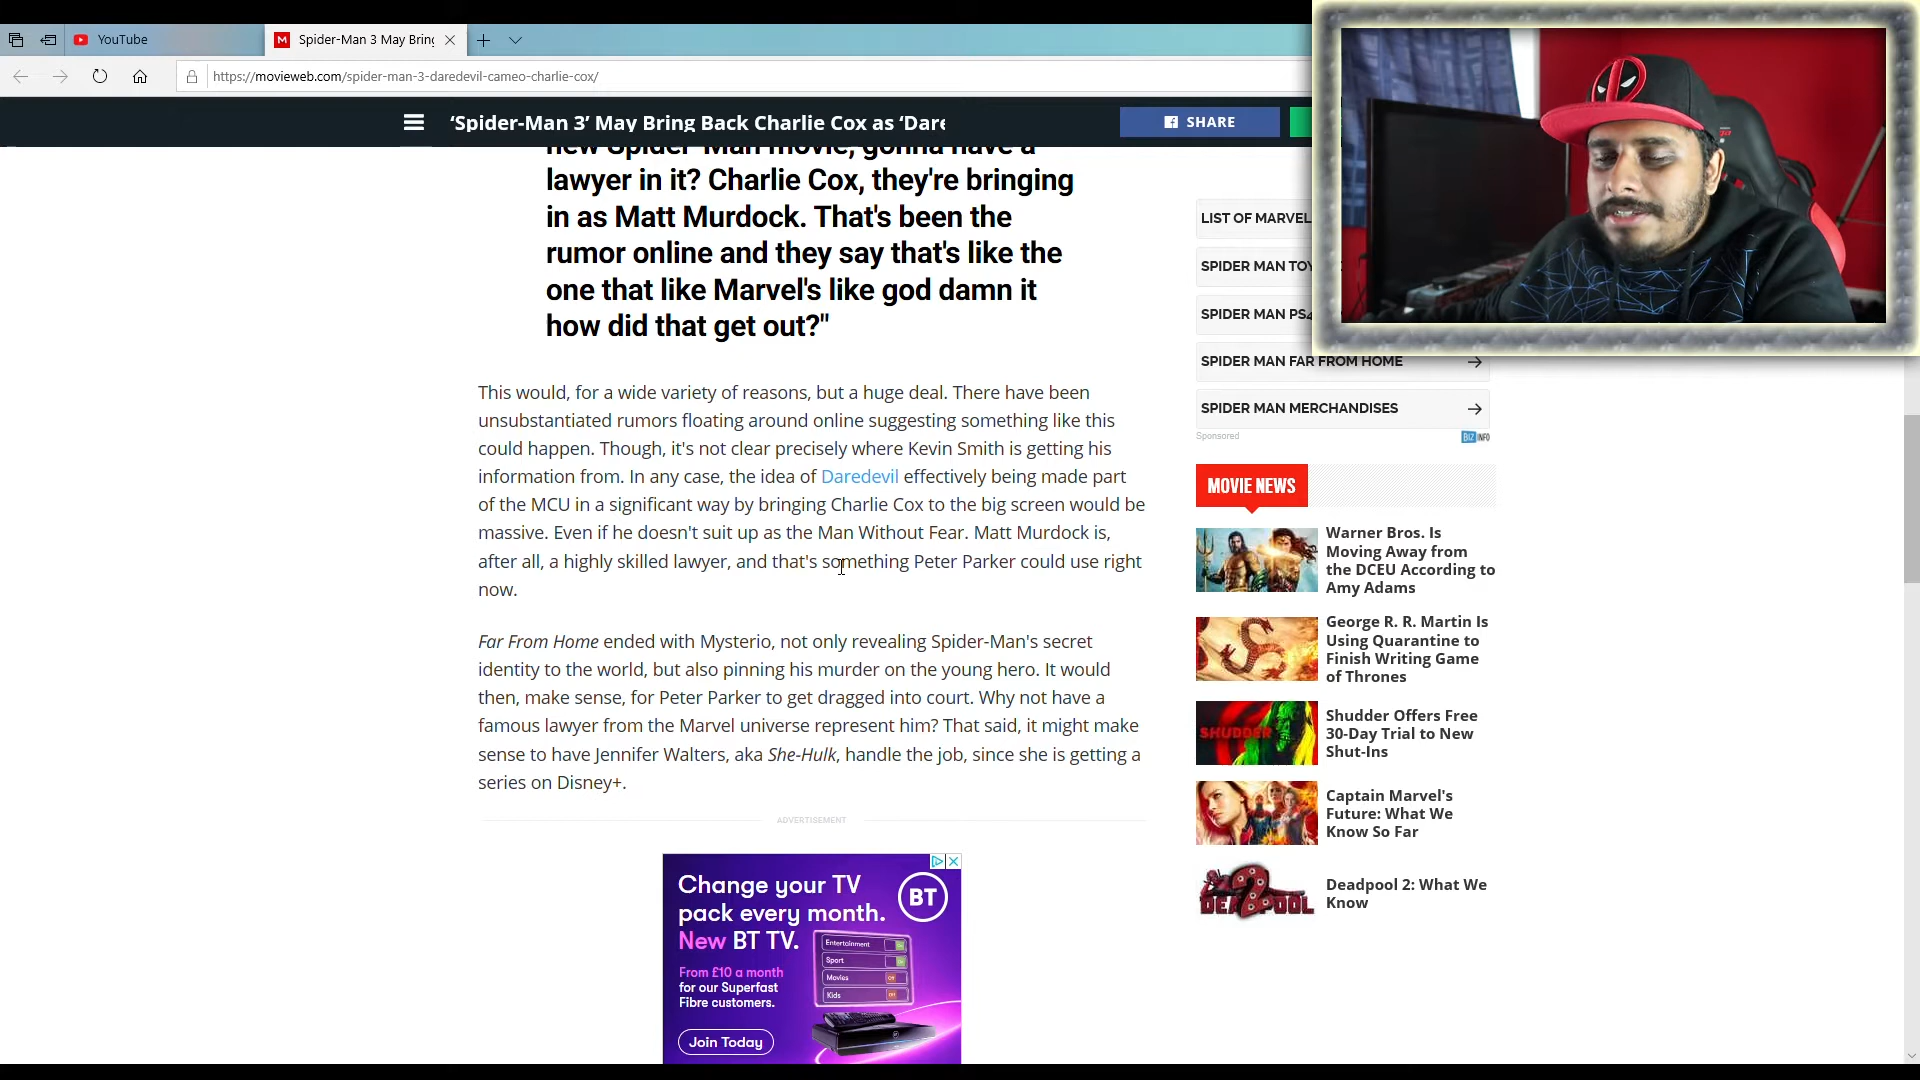 YouTube
Spider-Man 3 May Bring
https://movieweb.com/spider-man-3-daredevil-cameo-charlie-cox/
‘Spider-Man 3’ May Bring Back Charlie Cox as ‘Dare
SHARE
new Spider-Man movie, gonna have a
lawyer in it? Charlie Cox, they're bringing
in as Matt Murdock. That's been the
rumor online and they say that's like the
one that like Marvel's like god damn it
how did that get out?"
This would, for a wide variety of reasons, but a huge deal. There have been
unsubstantiated rumors floating around online suggesting something like this
could happen. Though, it's not clear precisely where Kevin Smith is getting his
information from. In any case, the idea of Daredevil effectively being made part
of the MCU in a significant way by bringing Charlie Cox to the big screen would be
massive. Even if he doesn't suit up as the Man Without Fear. Matt Murdock is,
after all, a highly skilled lawyer, and that's something Peter Parker could use right
now.
Far From Home ended with Mysterio, not only revealing Spider-Man's secret
identity to the world, but also pinning his murder on the young hero. It would
then, make sense, for Peter Parker to get dragged into court. Why not have a
famous lawyer from the Marvel universe represent him? That said, it might make
sense to have Jennifer Walters, aka She-Hulk, handle the job, since she is getting a
series on Disney+.
ADVERTISEMENT
Change your TV
pack every month.
New BT TV.
BT
From £10 a month
for our Superfast
Fibre customers.
Join Today
Entertainment
Sport
Movies
Kids
LIST OF MARVEL
SPIDER MAN TOY
SPIDER MAN PS4
SPIDER MAN FAR FROM HOME
SPIDER MAN MERCHANDISES
Sponsored
BIZ INFO
MOVIE NEWS
Warner Bros. Is
Moving Away from
the DCEU According to
Amy Adams
George R. R. Martin Is
Using Quarantine to
Finish Writing Game
of Thrones
SHUDDER
Shudder Offers Free
30-Day Trial to New
Shut-Ins
Captain Marvel's
Future: What We
Know So Far
DEADPOOL 2
Deadpool 2: What We
Know